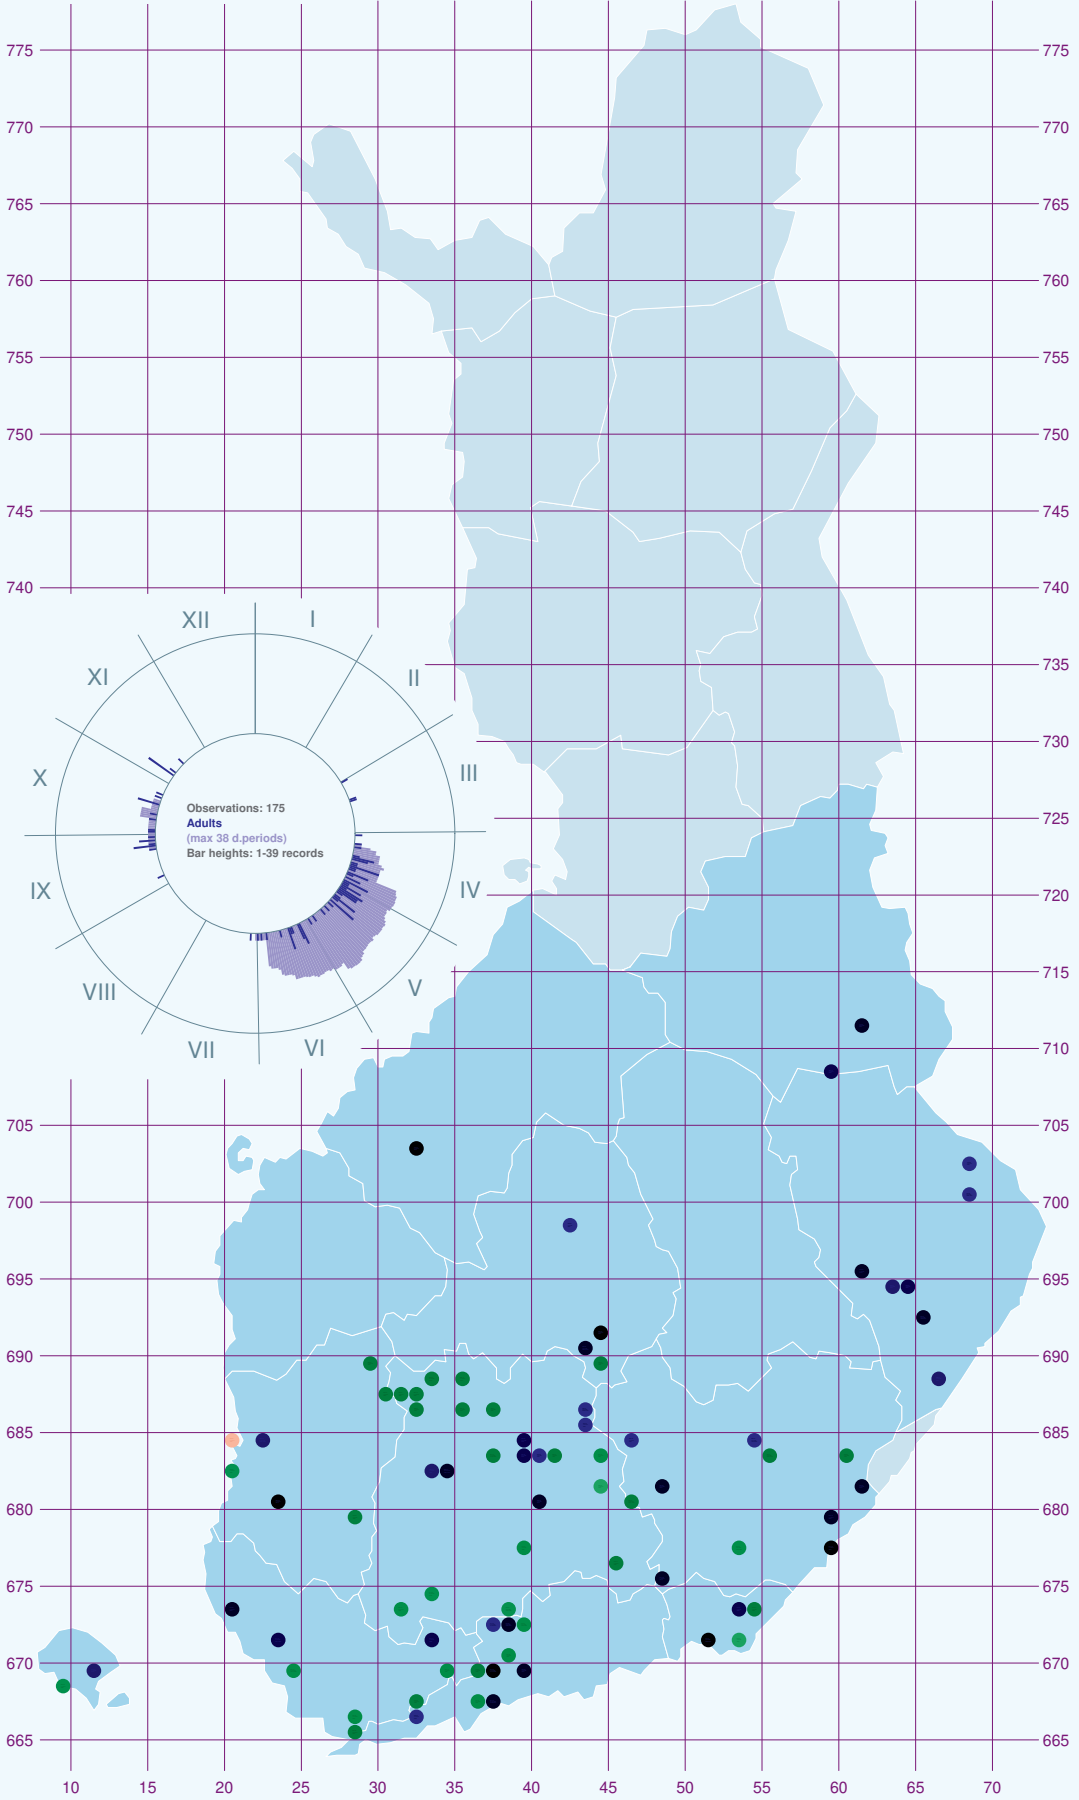 775 775
770 770
765 765
760 760
755 755
750 750
745 745
740 740
XII I
XI II
735 735
730 730
X III
Observations: 175
725 725
Adults
(max 38 d.periods)
Bar heights: 1-39 records
IX IV
720 720
715 715
VIII V
VII VI
710 710
705 705
700 700
695 695
690 690
685 685
680 680
675 675
670 670
665 665
10 15 20 25 30 35 40 45 50 55 60 65 70